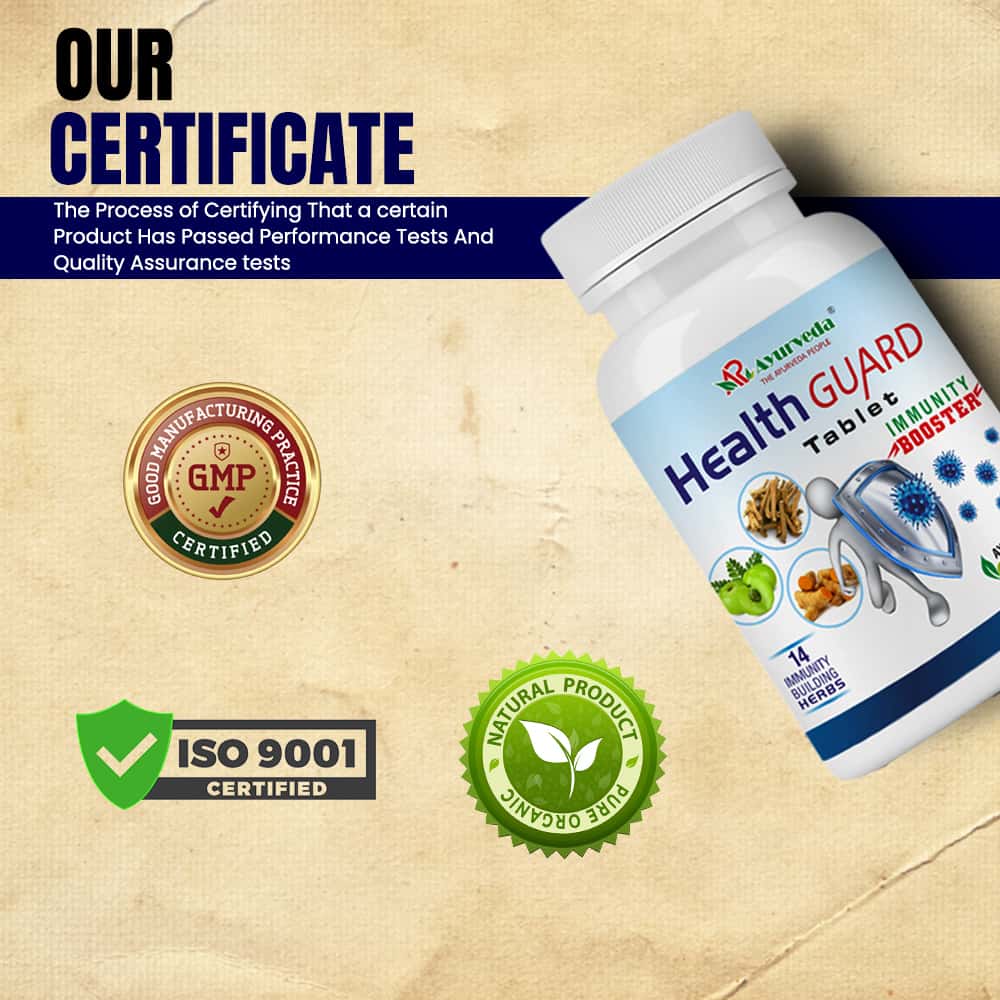 OUR
CERTIFICATE
The Process of Certifying That a certain
Product Has Passed Performance Tests And
Quality Assurance tests
AR Ayurveda®
THE AYURVEDA PEOPLE
Health GUARD
Tablet
IMMUNITY
BOOSTER
14
IMMUNITY
BUILDING
HERBS
GOOD MANUFACTURING PRACTICE
GMP
CERTIFIED
ISO 9001
CERTIFIED
NATURAL PRODUCT
PURE ORGANIC